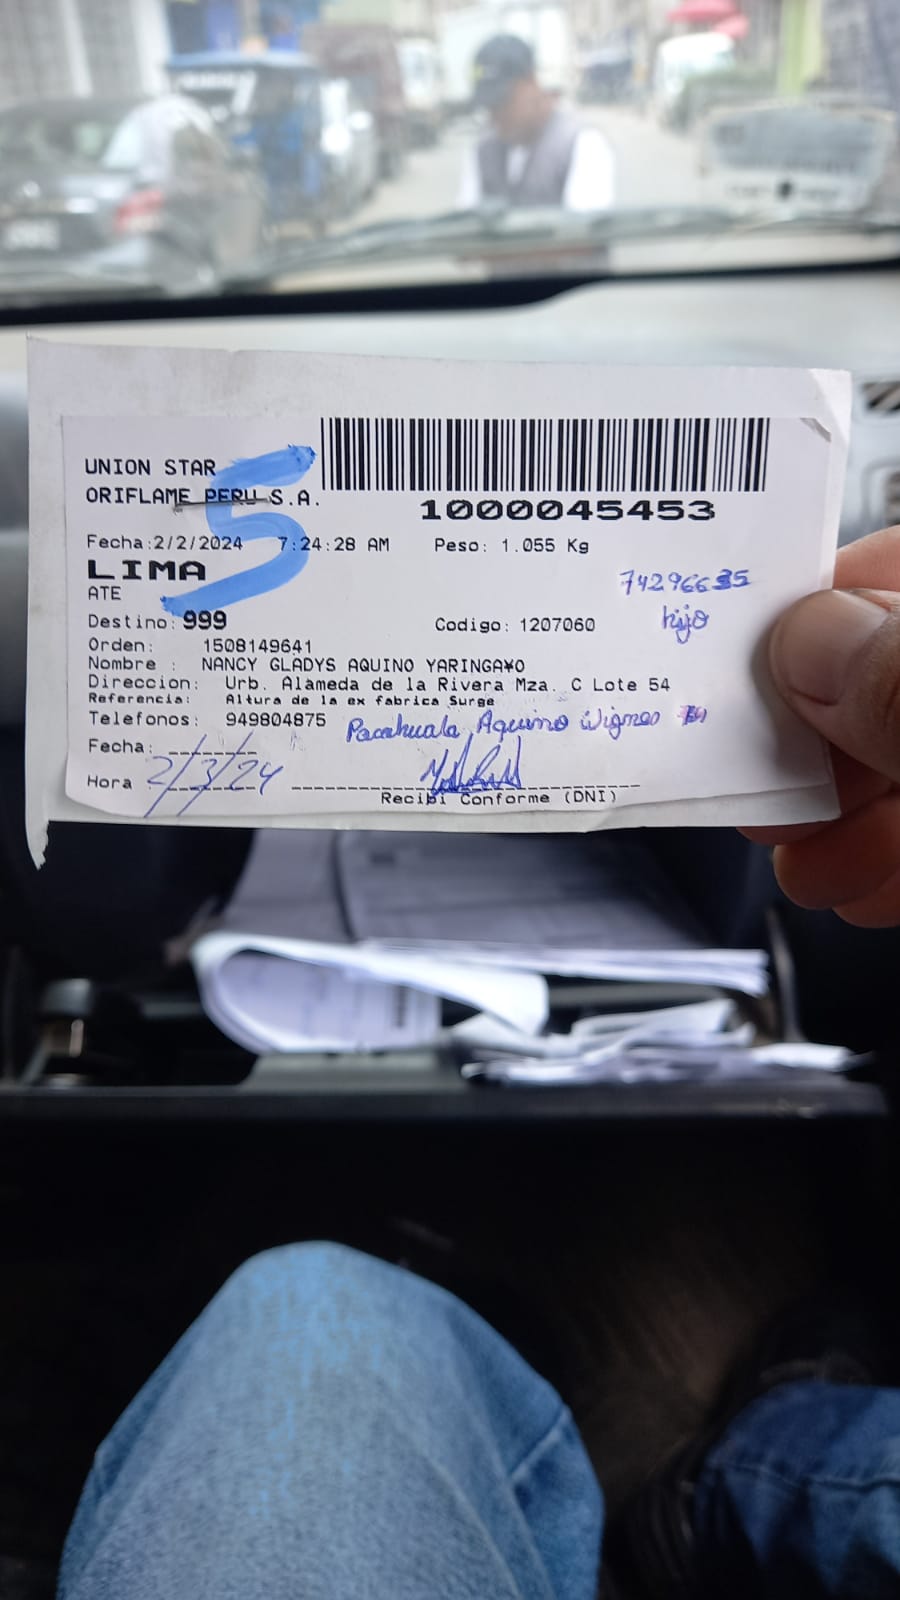 UNION STAR
ORIFLAME PERU S.A.
5
1000045453
Fecha:2/2/2024 7:24:28 AM Peso: 1.055 Kg
LIMA
ATE
74296635
hijo
Destino: 999 Codigo: 1207060
Orden: 1508149641
Nombre : NANCY GLADYS AQUINO YARINGA¥O
Direccion: Urb. Alameda de la Rivera Mza. C Lote 54
Referencia: Altura de la ex fabrica Surge
Telefonos: 949804875
Aquino
Fecha:
Hora 2/3/24
Recibi Conforme (DNI)